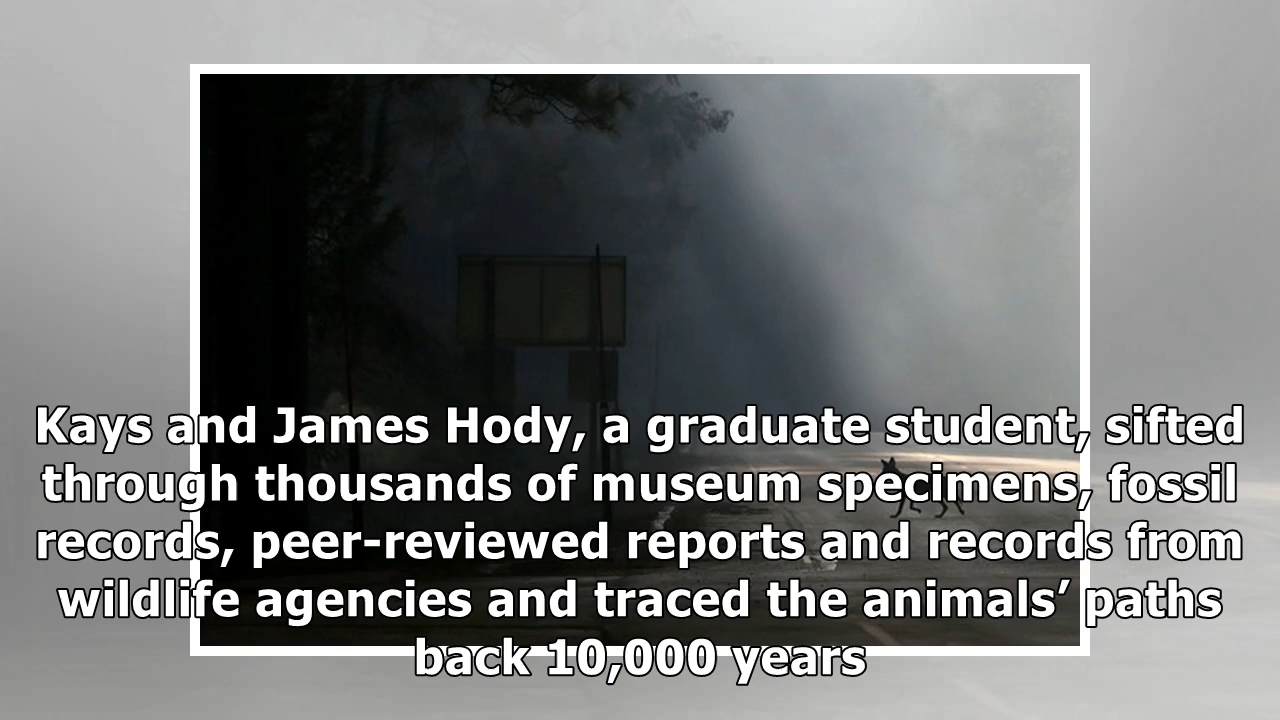 Kays and James Hody, a graduate student, sifted
through thousands of museum specimens, fossil
records, peer-reviewed reports and records from
wildlife agencies and traced the animals’ paths
back 10,000 years